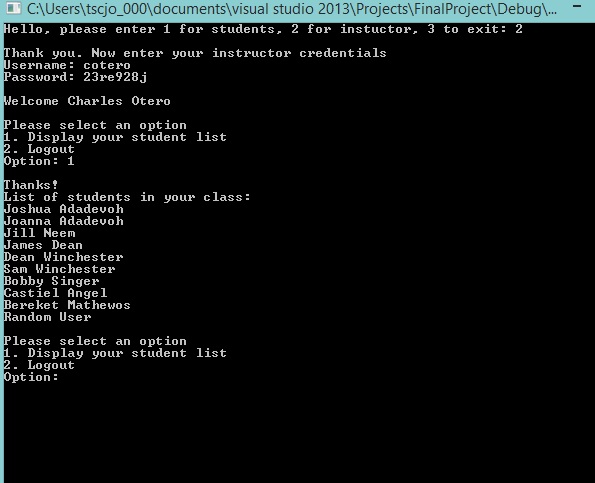 C:\Users\tscjo_000\documents\visual studio 2013\Projects\FinalProject\Debug\...
Hello, please enter 1 for students, 2 for instuctor, 3 to exit: 2
Thank you. Now enter your instructor credentials
Username: cotero
Password: 23re928j
Welcome Charles Otero
Please select an option
1. Display your student list
2. Logout
Option: 1
Thanks!
List of students in your class:
Joshua Adadevoh
Joanna Adadevoh
Jill Neem
James Dean
Dean Winchester
Sam Winchester
Bobby Singer
Castiel Angel
Bereket Mathewos
Random User
Please select an option
1. Display your student list
2. Logout
Option: